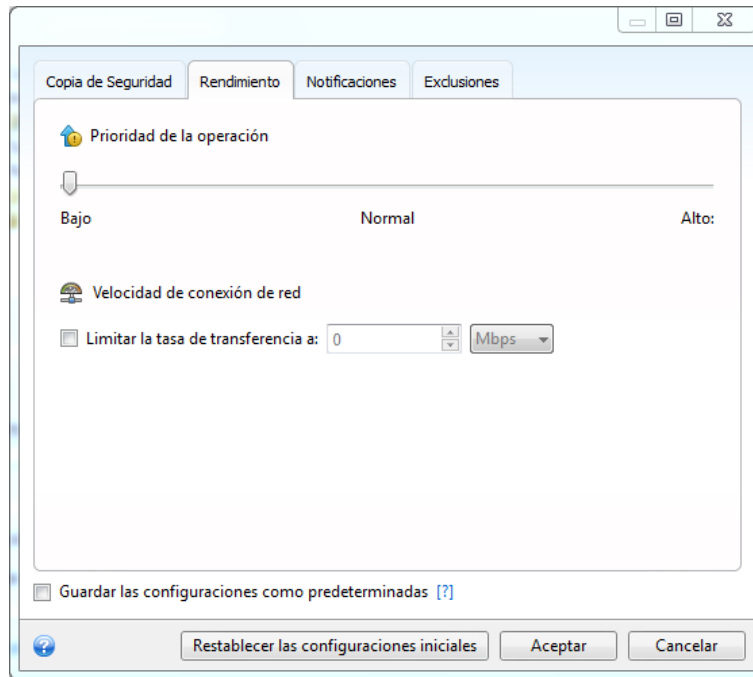 Copia de Seguridad Rendimiento Notificaciones Exclusiones
Prioridad de la operación
Bajo Normal Alto:
Velocidad de conexión de red
Limitar la tasa de transferencia a: 0 Mbps
Guardar las configuraciones como predeterminadas [?]
Restablecer las configuraciones iniciales Aceptar Cancelar